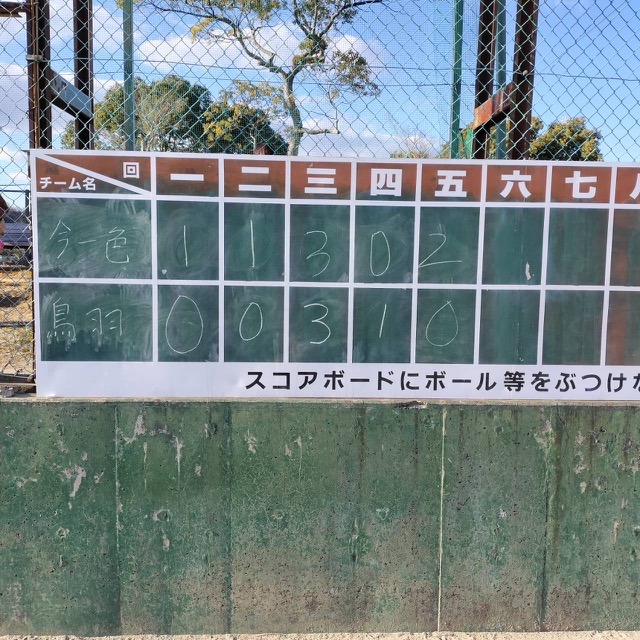 回 一 二 三 四 五 六 七
チーム名
今一色 1 1 3 0 2
鳥羽 0 0 3 1 0
スコアボードにボール等をぶつけ